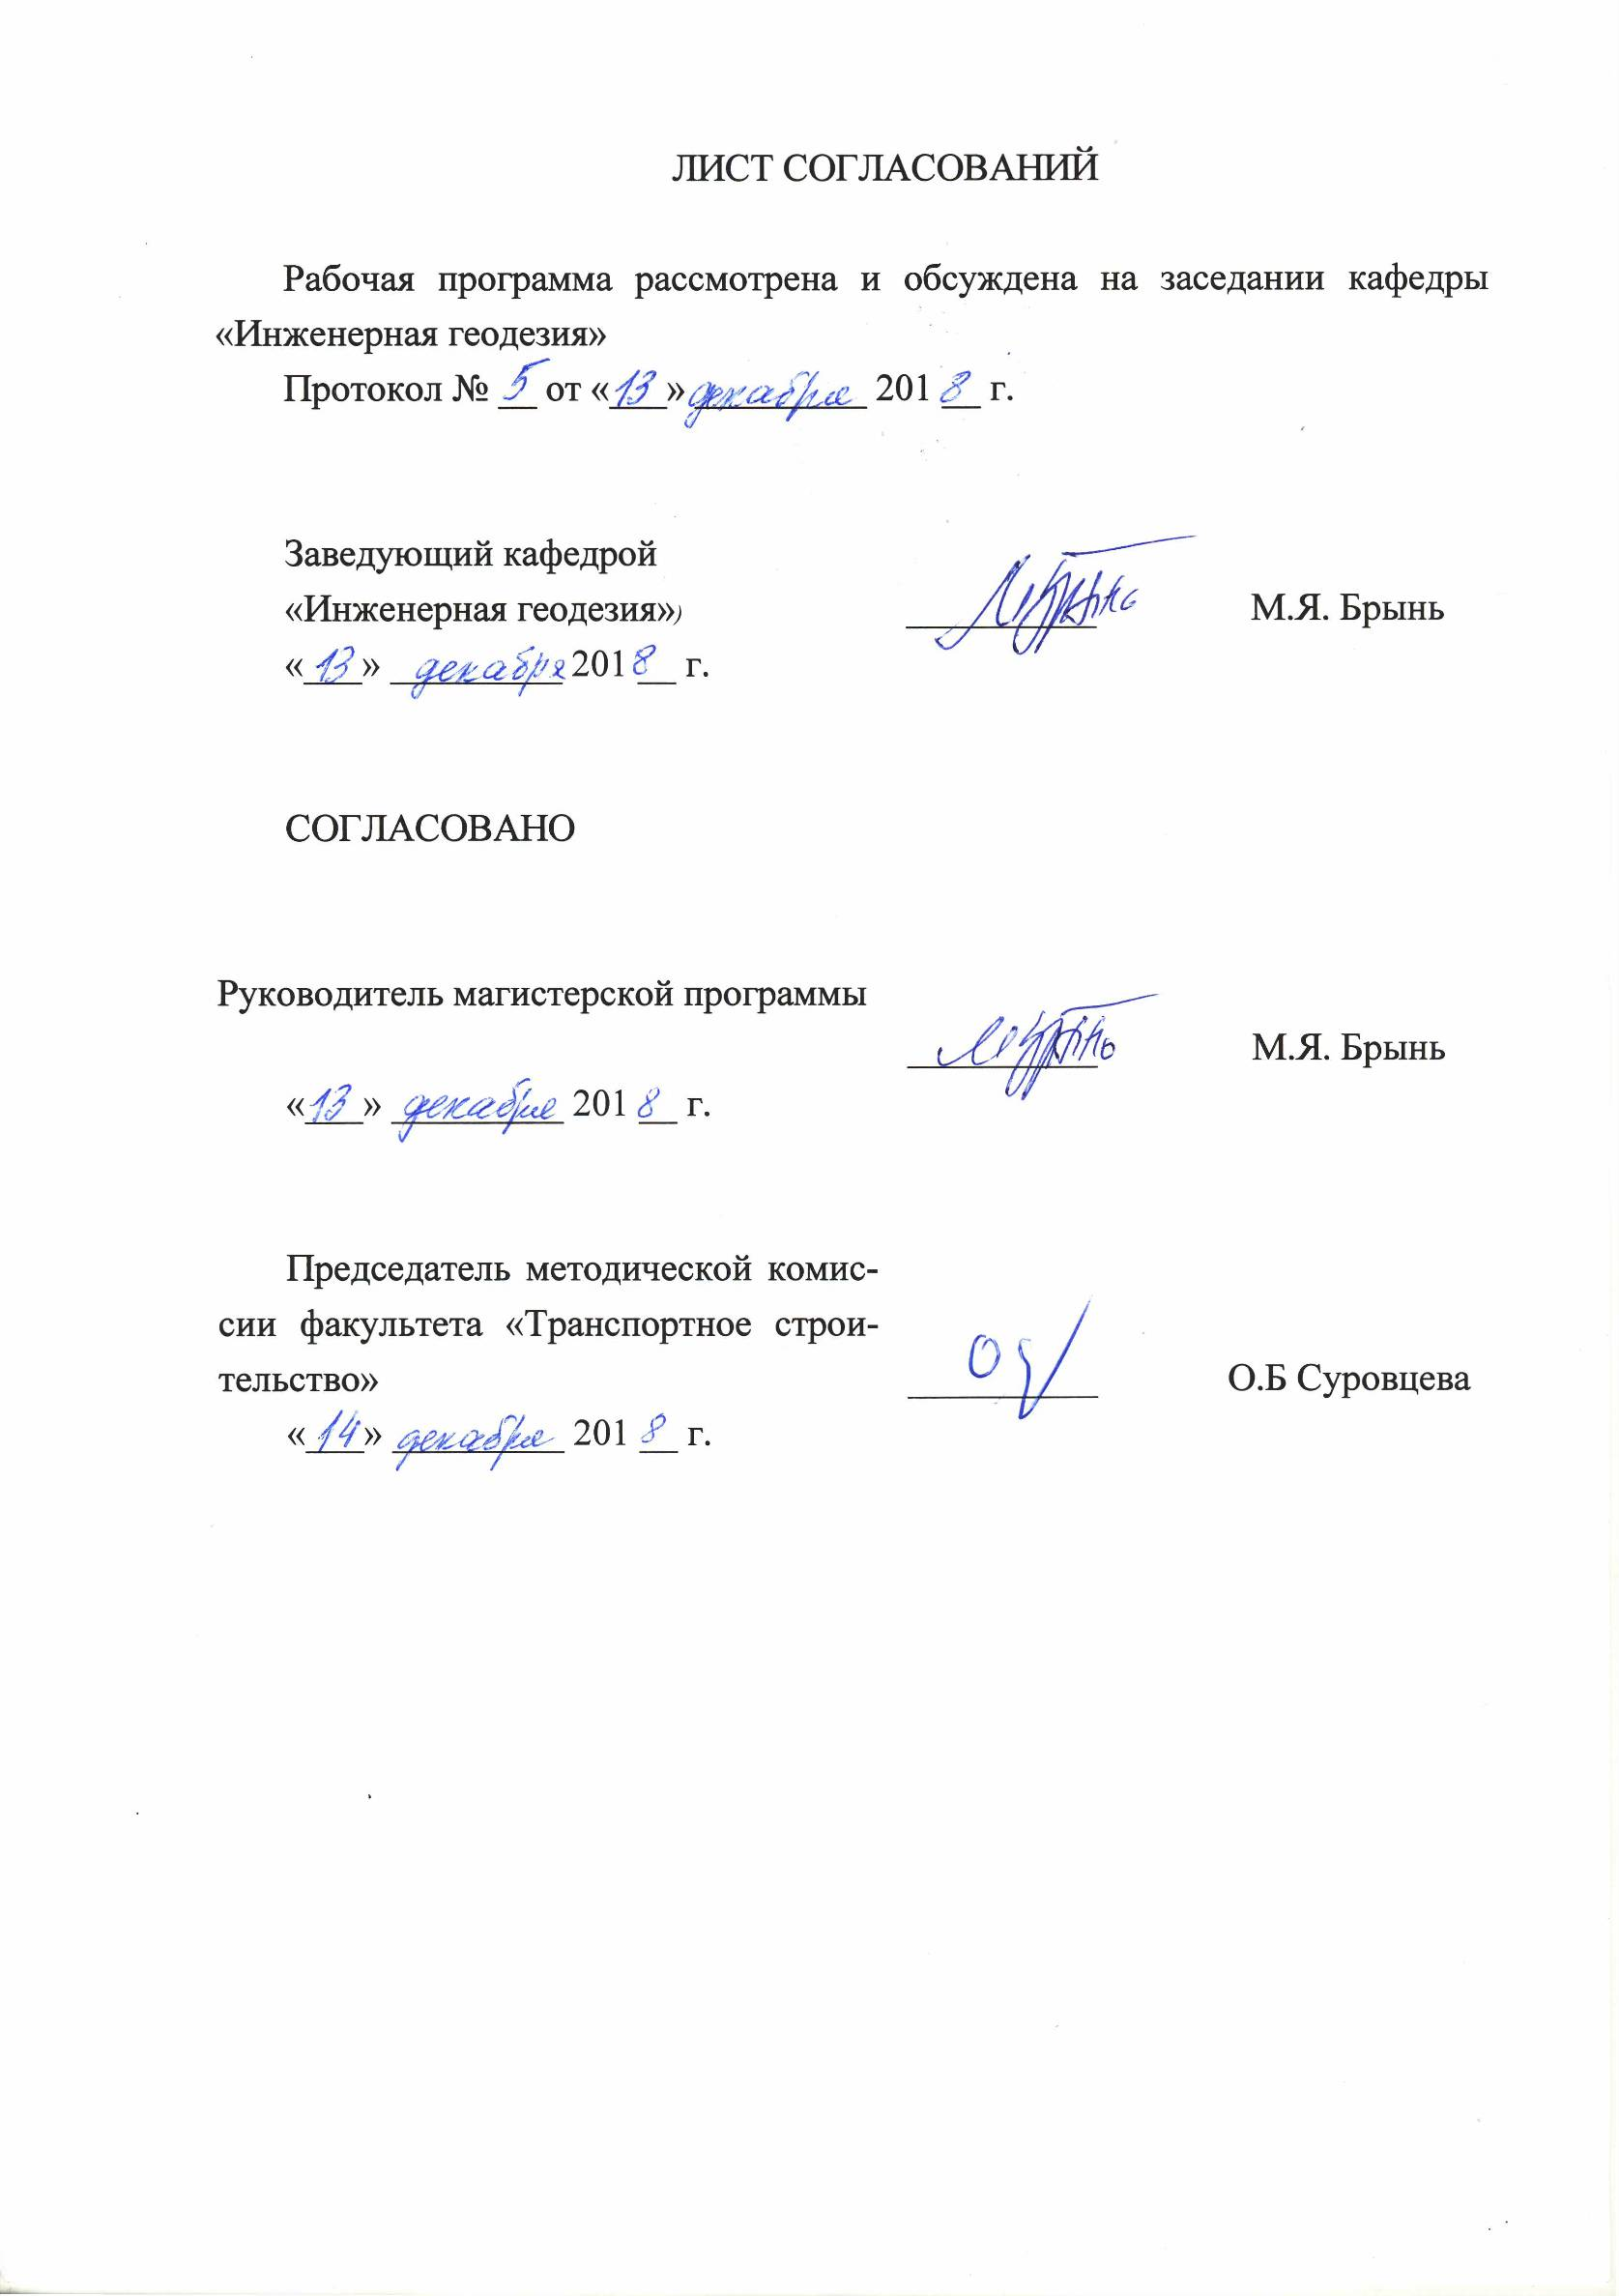 ЛИСТ СОГЛАСОВАНИЙ
Рабочая программа рассмотрена и обсуждена на заседании кафедры
«Инженерная геодезия»
Протокол № 5 от «13» декабря 2018 г.
Заведующий кафедрой
«Инженерная геодезия»
М.Я. Брынь
«13» декабря 2018 г.
СОГЛАСОВАНО
Руководитель магистерской программы
М.Я. Брынь
«13» декабря 2018 г.
Председатель методической комис-
сии факультета «Транспортное строи-
тельство»
О.Б Суровцева
«14» декабря 2018 г.